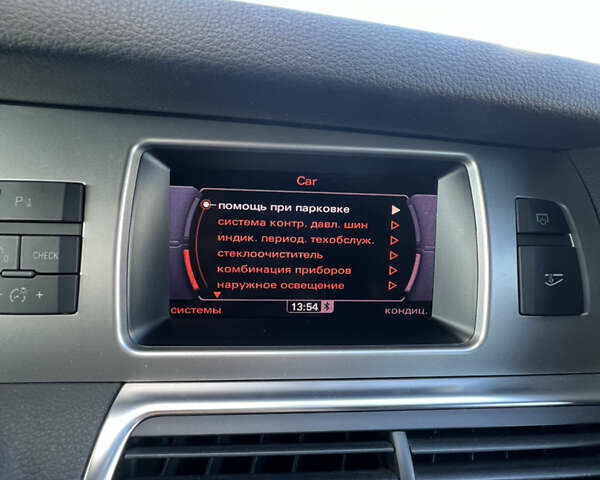 Car
помощь при парковке
система контр. давл. шин
индик. период. техобслуж.
стеклоочиститель
комбинация приборов
наружное освещение
системы 13:54 кондиц.
CHECK